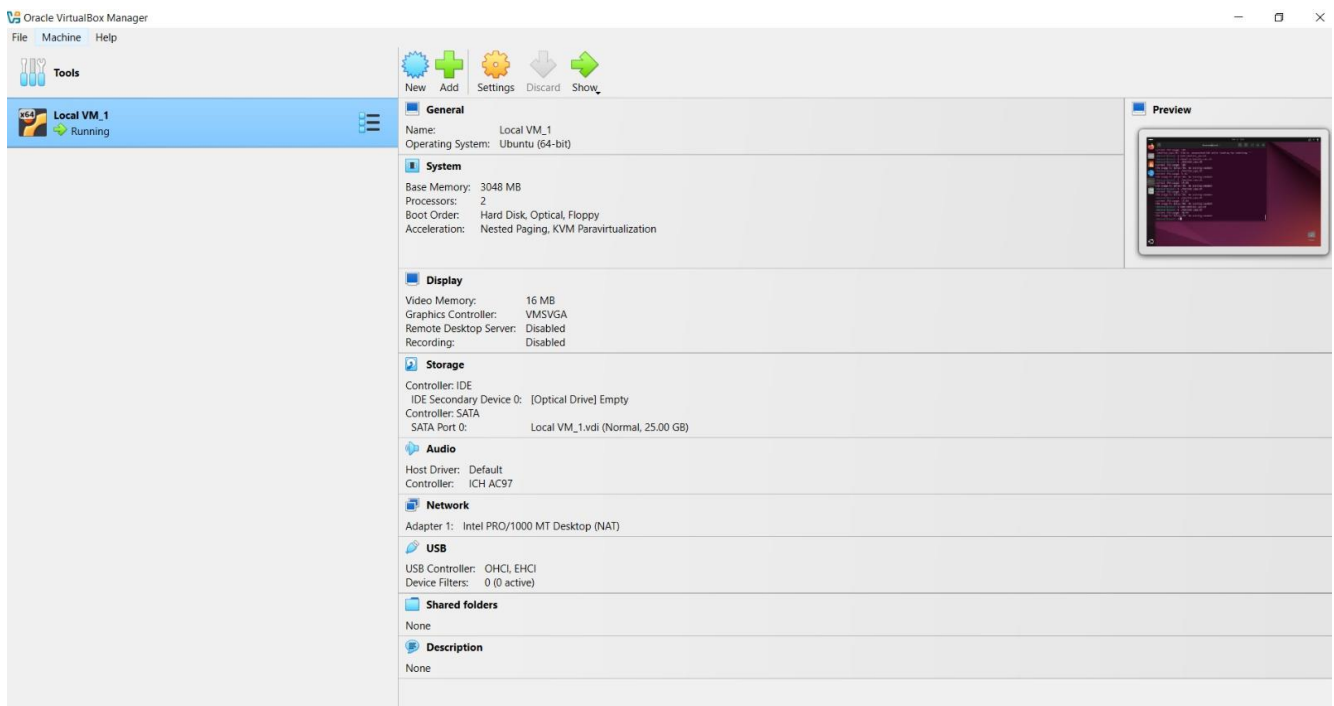 Oracle VirtualBox Manager
File Machine Help
Tools
New Add Settings Discard Show
x64
Local VM_1
Running
General
Name: Local VM_1
Operating System: Ubuntu (64-bit)
Preview
System
Base Memory: 3048 MB
Processors: 2
Boot Order: Hard Disk, Optical, Floppy
Acceleration: Nested Paging, KVM Paravirtualization
Display
Video Memory: 16 MB
Graphics Controller: VMSVGA
Remote Desktop Server: Disabled
Recording: Disabled
Storage
Controller: IDE
IDE Secondary Device 0: [Optical Drive] Empty
Controller: SATA
SATA Port 0: Local VM_1.vdi (Normal, 25.00 GB)
Audio
Host Driver: Default
Controller: ICH AC97
Network
Adapter 1: Intel PRO/1000 MT Desktop (NAT)
USB
USB Controller: OHCI, EHCI
Device Filters: 0 (0 active)
Shared folders
None
Description
None